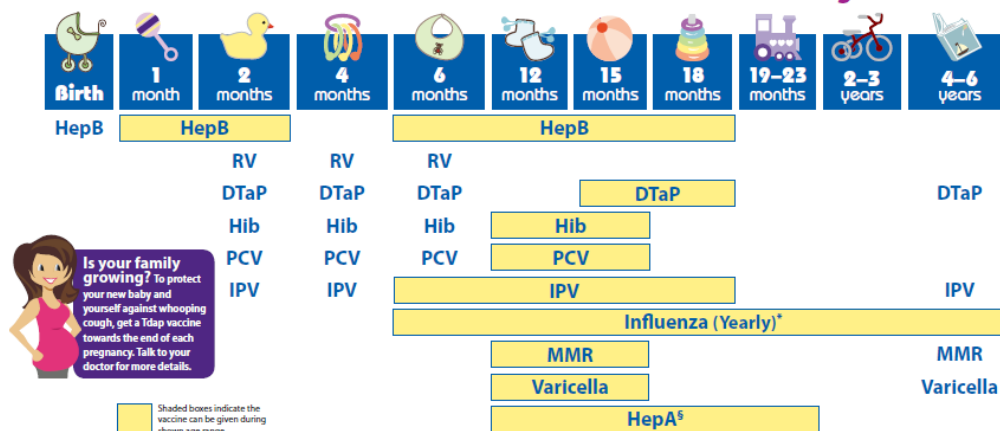 Birth
1
month
2
months
4
months
6
months
12
months
15
months
18
months
19–23
months
2–3
years
4–6
years
HepB HepB HepB
RV RV RV
DTaP DTaP DTaP DTaP DTaP
Hib Hib Hib Hib
PCV PCV PCV PCV
IPV IPV IPV IPV
Influenza (Yearly)*
MMR MMR
Varicella Varicella
HepA§
Is your family
growing? To protect
your new baby and
yourself against whooping
cough, get a Tdap vaccine
towards the end of each
pregnancy. Talk to your
doctor for more details.
Shaded boxes indicate the
vaccine can be given during